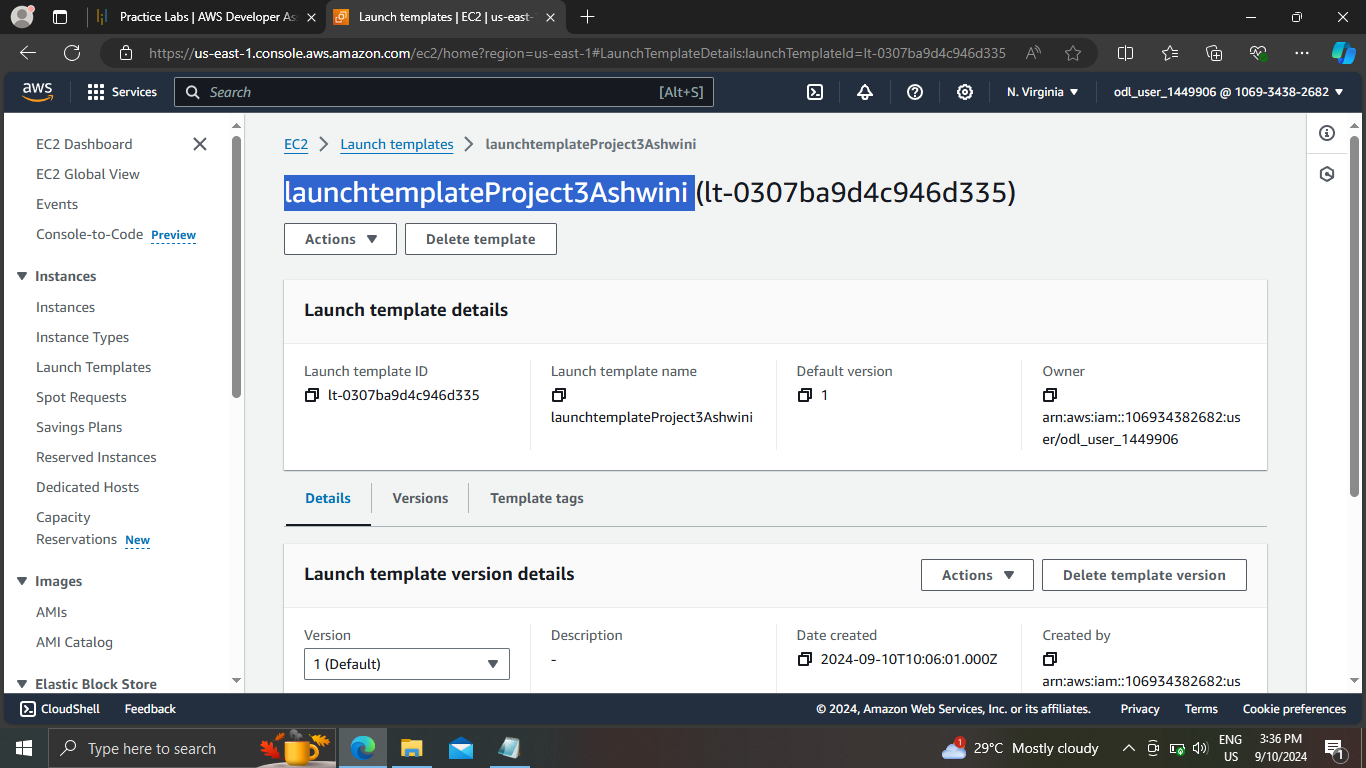 Practice Labs | AWS Developer As
Launch templates | EC2 | us-east-
https://us-east-1.console.aws.amazon.com/ec2/home?region=us-east-1#LaunchTemplateDetails:launchTemplateId=lt-0307ba9d4c946d335
aws
Services
Search
[Alt+S]
N. Virginia
odl_user_1449906 @ 1069-3438-2682
EC2 Dashboard
EC2 Global View
Events
Console-to-Code Preview
Instances
Instances
Instance Types
Launch Templates
Spot Requests
Savings Plans
Reserved Instances
Dedicated Hosts
Capacity
Reservations New
Images
AMIs
AMI Catalog
Elastic Block Store
EC2 > Launch templates > launchtemplateProject3Ashwini
launchtemplateProject3Ashwini (lt-0307ba9d4c946d335)
Actions
Delete template
Launch template details
Launch template ID
lt-0307ba9d4c946d335
Launch template name
launchtemplateProject3Ashwini
Default version
1
Owner
arn:aws:iam::106934382682:us
er/odl_user_1449906
Details
Versions
Template tags
Launch template version details
Actions
Delete template version
Version
1 (Default)
Description
-
Date created
2024-09-10T10:06:01.000Z
Created by
arn:aws:iam::106934382682:us
CloudShell
Feedback
© 2024, Amazon Web Services, Inc. or its affiliates.
Privacy
Terms
Cookie preferences
Type here to search
1
29°C Mostly cloudy
ENG
US
3:36 PM
9/10/2024
1